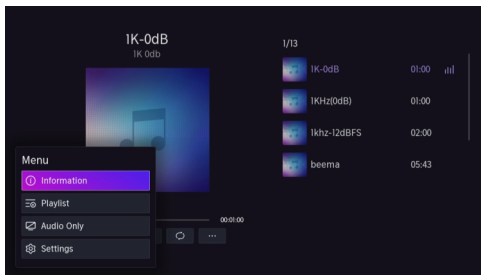 1K-0dB
1K 0db
1/13
1K-0dB 01:00
1KHz(0dB) 01:00
1khz-12dBFS 02:00
beema 05:43
Menu
Information
Playlist
Audio Only
Settings
00:01:00
...